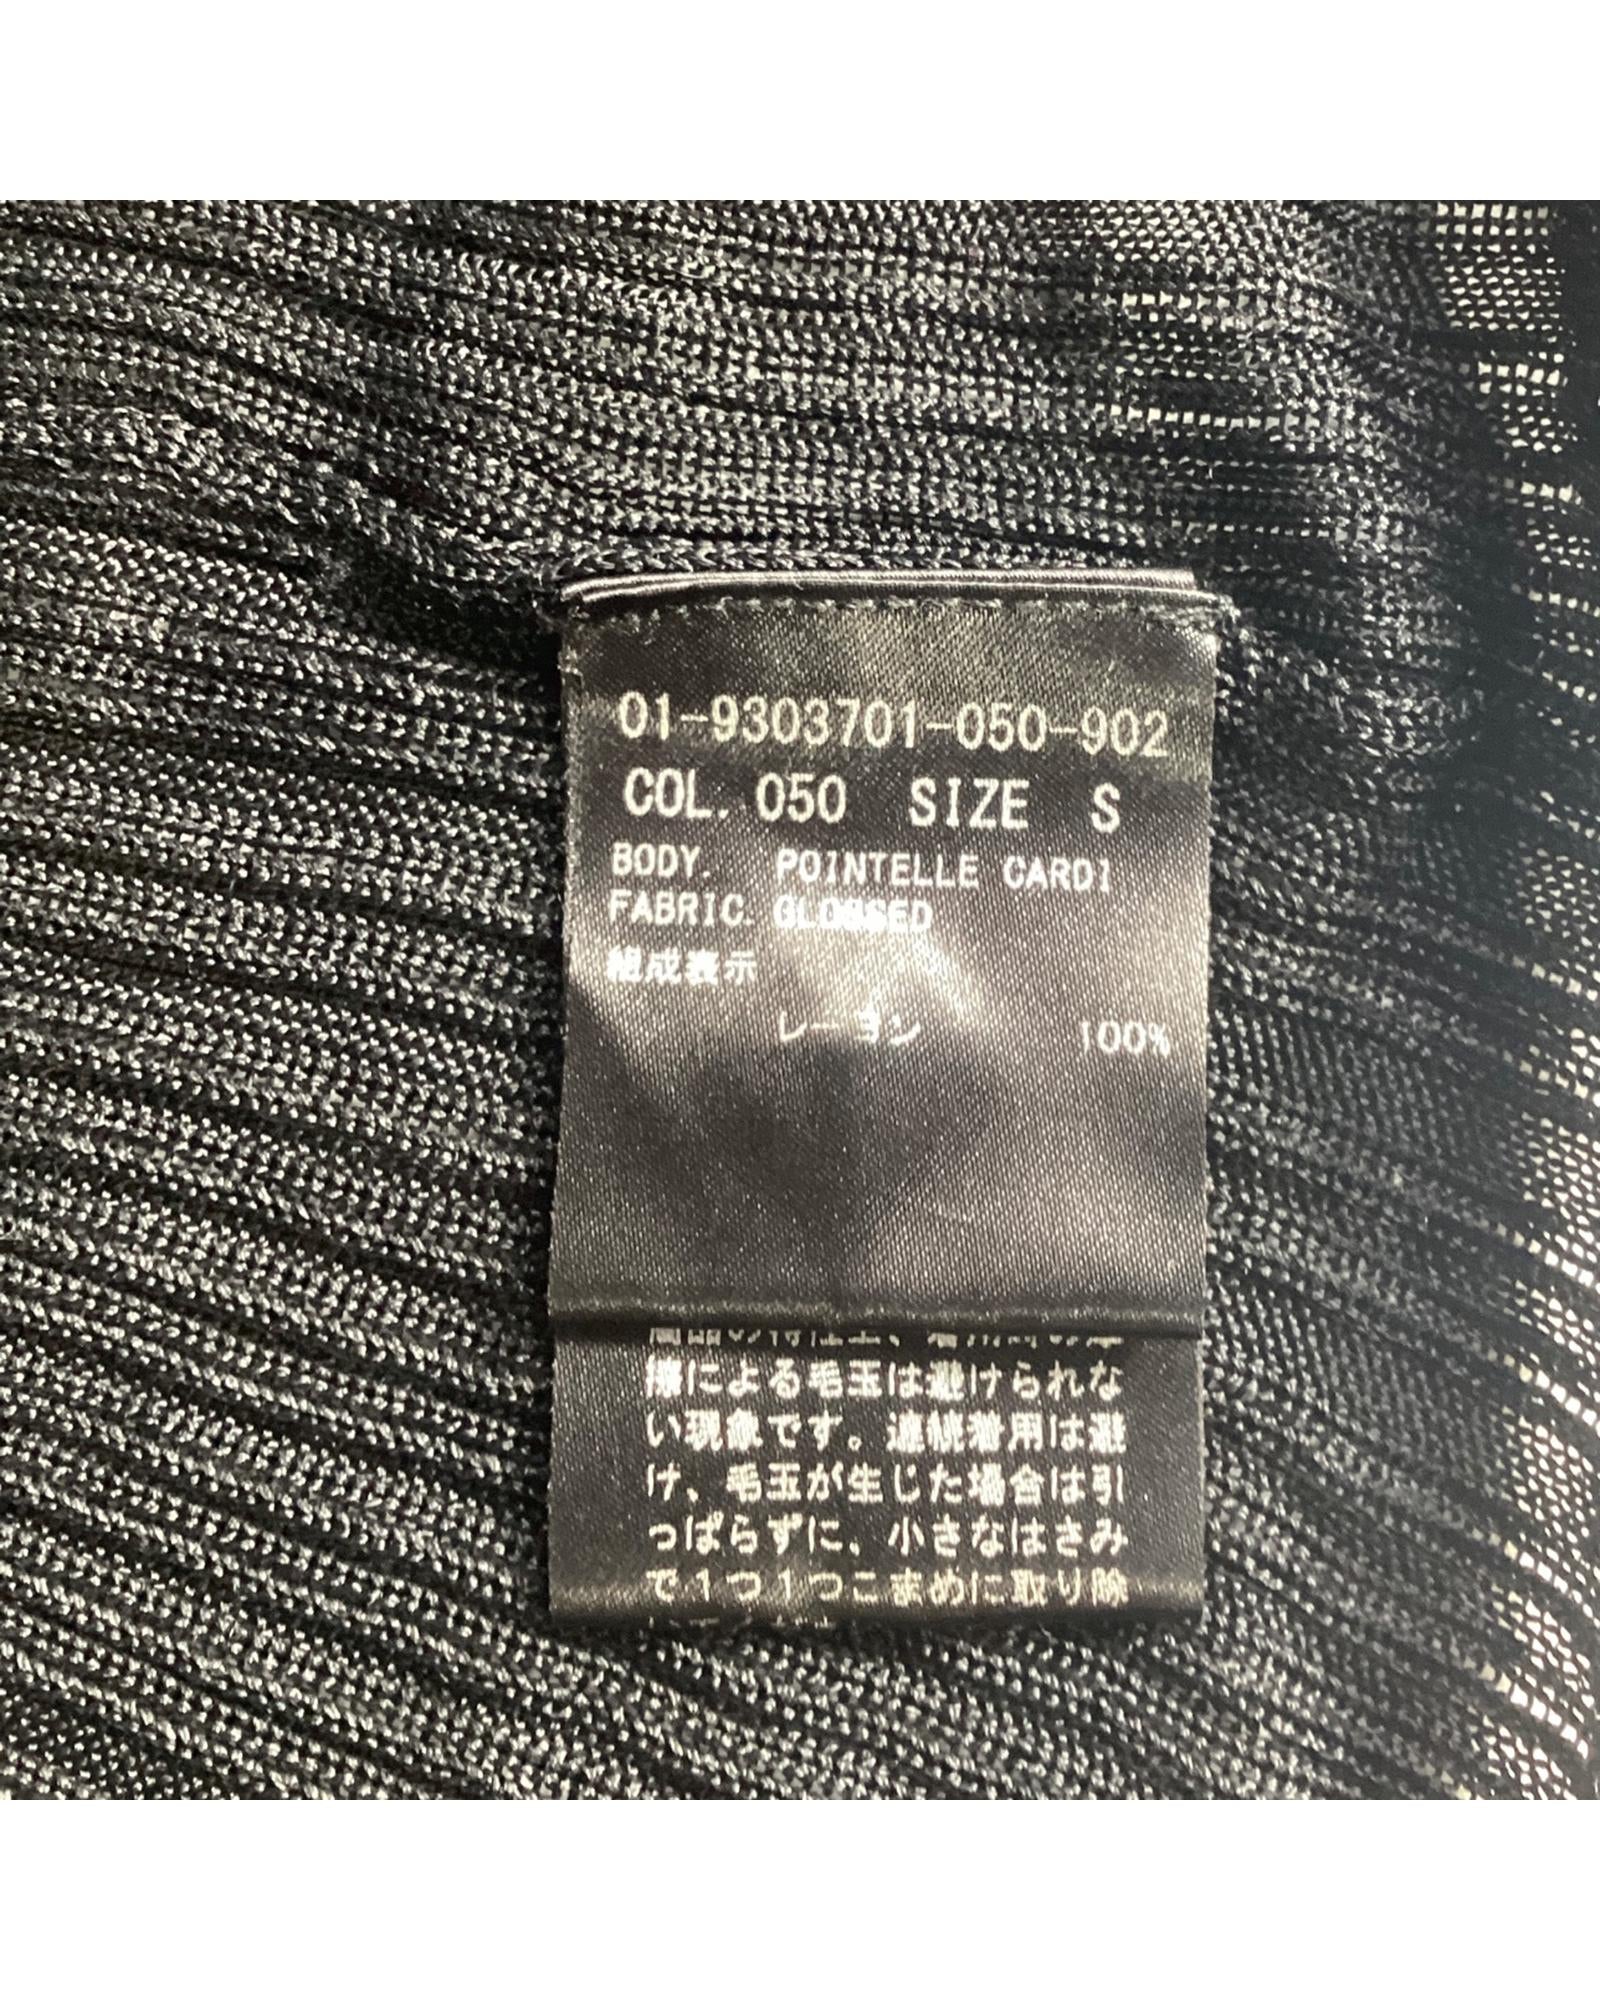 01-9303701-050-902
COL. 050 SIZE S
BODY. POINTELLE CARDI
FABRIC. GLOSSED
組成表示
レーヨン 100%
擦による毛玉は避けられな
い現象です。連続着用は避
け、毛玉が生じた場合は引
っぱらずに、小さなはさみ
で1つ1つこまめに取り除